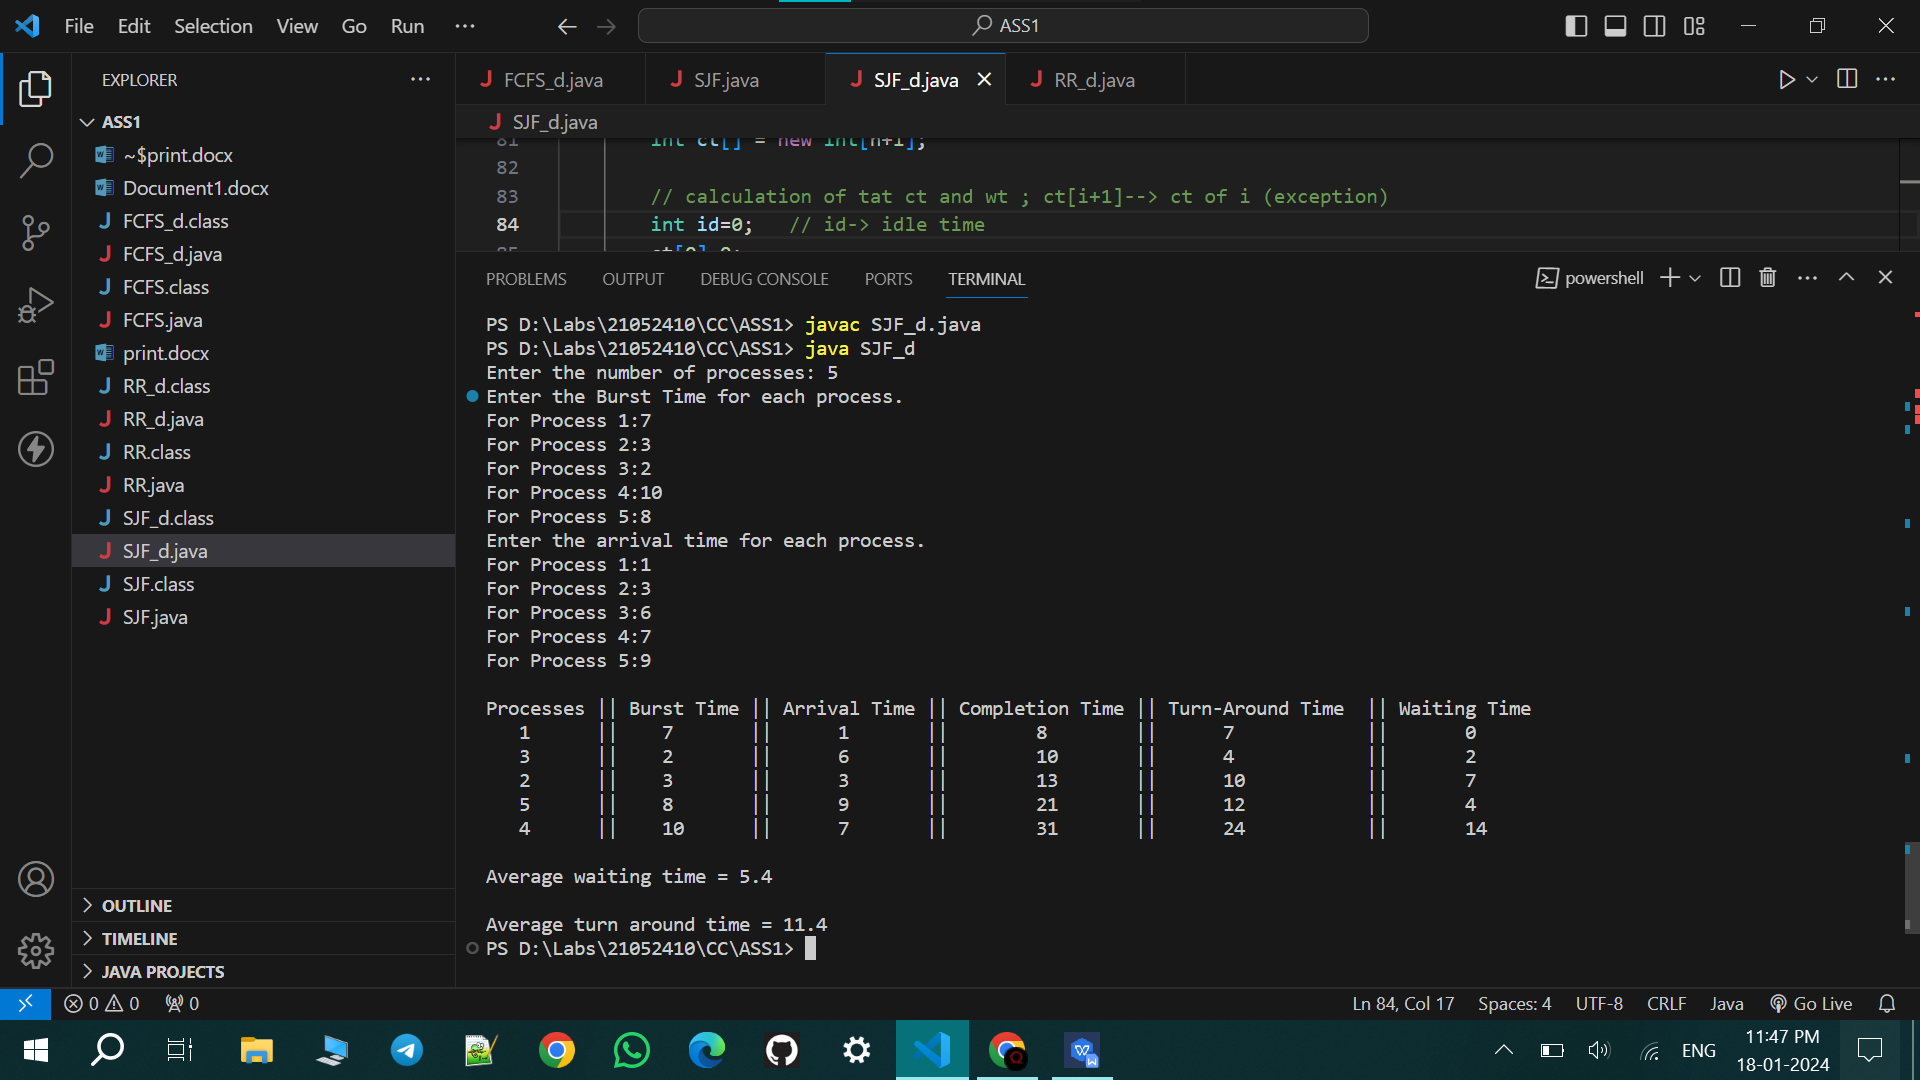 File Edit Selection View Go Run ··· ASS1
EXPLORER ···
ASS1
~$print.docx
Document1.docx
FCFS_d.class
FCFS_d.java
FCFS.class
FCFS.java
print.docx
RR_d.class
RR_d.java
RR.class
RR.java
SJF_d.class
SJF_d.java
SJF.class
SJF.java
OUTLINE
TIMELINE
JAVA PROJECTS
FCFS_d.java SJF.java SJF_d.java RR_d.java
SJF_d.java
81 int ct[] = new int[n+1];
82
83 // calculation of tat ct and wt ; ct[i+1]--> ct of i (exception)
84 int id=0; // id-> idle time
85 ct[0]=0;
PROBLEMS OUTPUT DEBUG CONSOLE PORTS TERMINAL powershell
PS D:\Labs\21052410\CC\ASS1> javac SJF_d.java
PS D:\Labs\21052410\CC\ASS1> java SJF_d
Enter the number of processes: 5
Enter the Burst Time for each process.
For Process 1:7
For Process 2:3
For Process 3:2
For Process 4:10
For Process 5:8
Enter the arrival time for each process.
For Process 1:1
For Process 2:3
For Process 3:6
For Process 4:7
For Process 5:9
Processes || Burst Time || Arrival Time || Completion Time || Turn-Around Time || Waiting Time
1 || 7 || 1 || 8 || 7 || 0
3 || 2 || 6 || 10 || 4 || 2
2 || 3 || 3 || 13 || 10 || 7
5 || 8 || 9 || 21 || 12 || 4
4 || 10 || 7 || 31 || 24 || 14
Average waiting time = 5.4
Average turn around time = 11.4
PS D:\Labs\21052410\CC\ASS1>
0 0 0 Ln 84, Col 17 Spaces: 4 UTF-8 CRLF Java Go Live
ENG 11:47 PM
18-01-2024